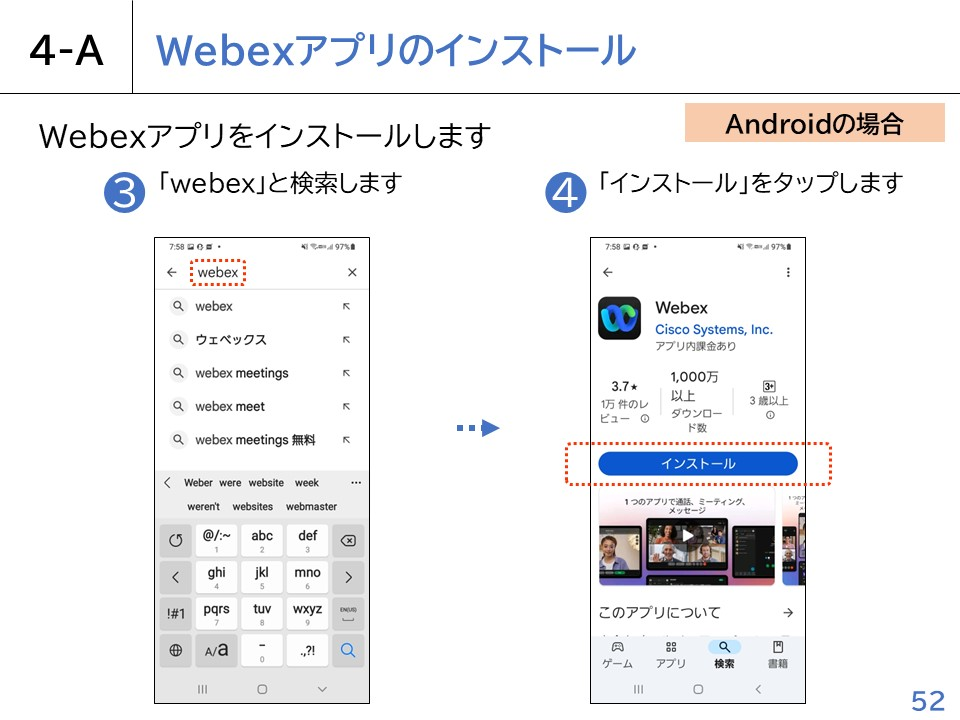 4-A
Webexアプリのインストール
Androidの場合
Webexアプリをインストールします
3 「webex」と検索します
7:58 97%
webex
webex
ウェベックス
webex meetings
webex meet
webex meetings 無料
Weber were website week
weren't websites webmaster
@/:~ abc def
1 2 3
ghi jkl mno
4 5 6
!#1 pqrs tuv wxyz EN(US)
7 8 9
A/a - .,?!
0
4 「インストール」をタップします
7:58 97%
Webex
Cisco Systems, Inc.
アプリ内課金あり
3.7★
1万 件のレ
ビュー
1,000万
以上
ダウンロー
ド数
3+
3 歳以上
インストール
1 つのアプリで通話、ミーティング、
メッセージ
このアプリについて
ゲーム アプリ 検索 書籍
52